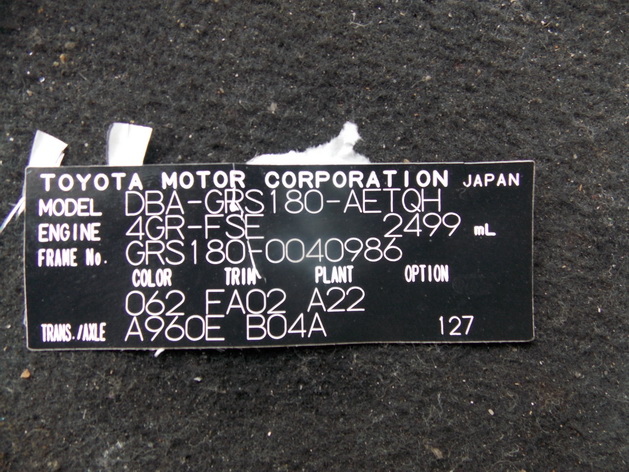 TOYOTA MOTOR CORPORATION JAPAN
MODEL DBA-GRS180-AETQH
ENGINE 4GR-FSE 2499 mL
FRAME No. GRS180-0040986
COLOR TRIM PLANT OPTION
062 FA02 A22
TRANS./AXLE A960E B04A 127